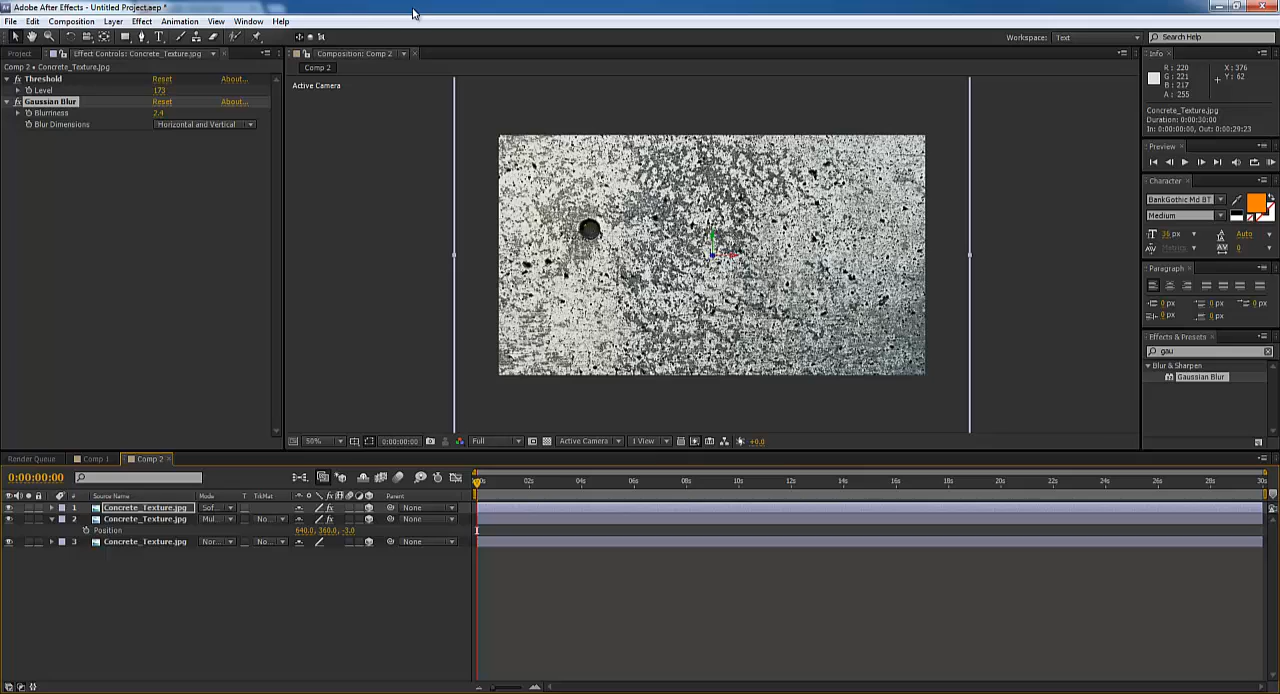 Adobe After Effects - Untitled Project.aep *
File Edit Composition Layer Effect Animation View Window Help
Workspace: Text Search Help
Project Effect Controls: Concrete_Texture.jpg
Comp 2 • Concrete_Texture.jpg
fx Threshold Reset About...
Level 173
fx Gaussian Blur Reset About...
Blurriness 2.4
Blur Dimensions Horizontal and Vertical
Composition: Comp 2
Comp 2
Active Camera
50% 0:00:00:00 Full Active Camera 1 View +0.0
Info
R : 220 X : 376
G : 221 Y : 62
B : 217
A : 255
Concrete_Texture.jpg
Duration: 0:00:30:00
In: 0:00:00:00, Out: 0:00:29:23
Preview
Character
BankGothic Md BT
Medium
36 px Auto
Metrics 0
Paragraph
0 px 0 px 0 px
0 px 0 px
Effects & Presets
gau
Blur & Sharpen
Gaussian Blur
Render Queue Comp 1 Comp 2
0:00:00:00
02s 04s 06s 08s 10s 12s 14s 16s 18s 20s 22s 24s 26s 28s 30s
# Source Name Mode T TrkMat Parent
1 Concrete_Texture.jpg Sof... None
2 Concrete_Texture.jpg Mul... No... None
Position 640.0, 360.0, -3.0
3 Concrete_Texture.jpg Nor... No... None